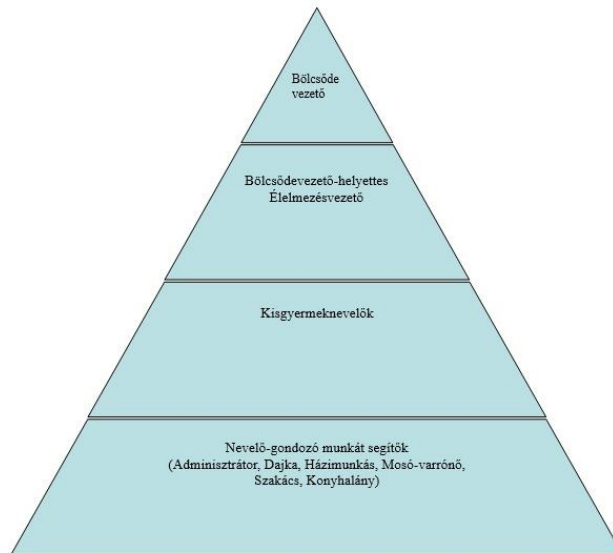 Bölcsőde
vezető
Bölcsődevezető-helyettes
Élelmezésvezető
Kisgyermeknevelők
Nevelő-gondozó munkát segítők
(Adminisztrátor, Dajka, Házimunkás, Mosó-varrónő,
Szakács, Konyhalány)